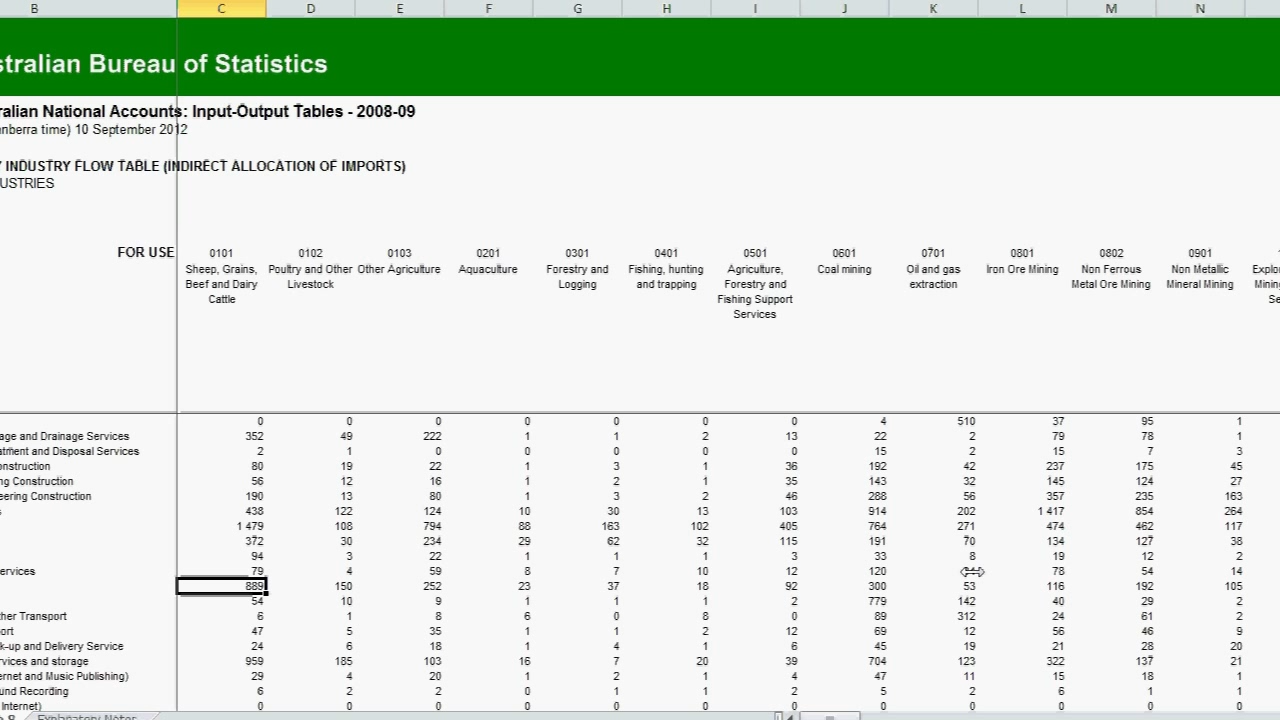 B C D E F G H I J K L M N
stralian Bureau of Statistics
ralian National Accounts: Input-Output Tables - 2008-09
anberra time) 10 September 2012
Y INDUSTRY FLOW TABLE (INDIRECT ALLOCATION OF IMPORTS)
USTRIES
FOR USE 0101 0102 0103 0201 0301 0401 0501 0601 0701 0801 0802 0901
Sheep, Grains, Poultry and Other Other Agriculture Aquaculture Forestry and Fishing, hunting Agriculture, Coal mining Oil and gas Iron Ore Mining Non Ferrous Non Metallic Explor
Beef and Dairy Livestock Logging and trapping Forestry and extraction Metal Ore Mining Mineral Mining Mining
Cattle Fishing Support Se
Services
0 0 0 0 0 0 0 4 510 37 95 1
age and Drainage Services 352 49 222 1 1 2 13 22 2 79 78 1
atment and Disposal Services 2 1 0 0 0 0 0 15 2 15 7 3
onstruction 80 19 22 1 3 1 36 192 42 237 175 45
ng Construction 56 12 16 1 2 1 35 143 32 145 124 27
eering Construction 190 13 80 1 3 2 46 288 56 357 235 163
s 438 122 124 10 30 13 103 914 202 1 417 854 264
1 479 108 794 88 163 102 405 764 271 474 462 117
372 30 234 29 62 32 115 191 70 134 127 38
94 3 22 1 1 1 3 33 8 19 12 2
ervices 79 4 59 8 7 10 12 120 78 54 14
889 150 252 23 37 18 92 300 53 116 192 105
54 10 9 1 1 1 2 779 142 40 29 2
ther Transport 6 1 8 6 0 8 0 89 312 24 61 2
ort 47 5 35 1 1 2 12 69 12 56 46 9
k-up and Delivery Service 24 6 18 1 4 1 6 45 19 21 28 20
ervices and storage 959 185 103 16 7 20 39 704 123 322 137 21
ernet and Music Publishing) 29 4 20 1 2 1 4 47 11 15 18 1
und Recording 6 2 2 0 1 1 2 5 2 6 1 1
Internet) 0 0 0 0 0 0 0 0 0 0 0 0
Explanatory Notes